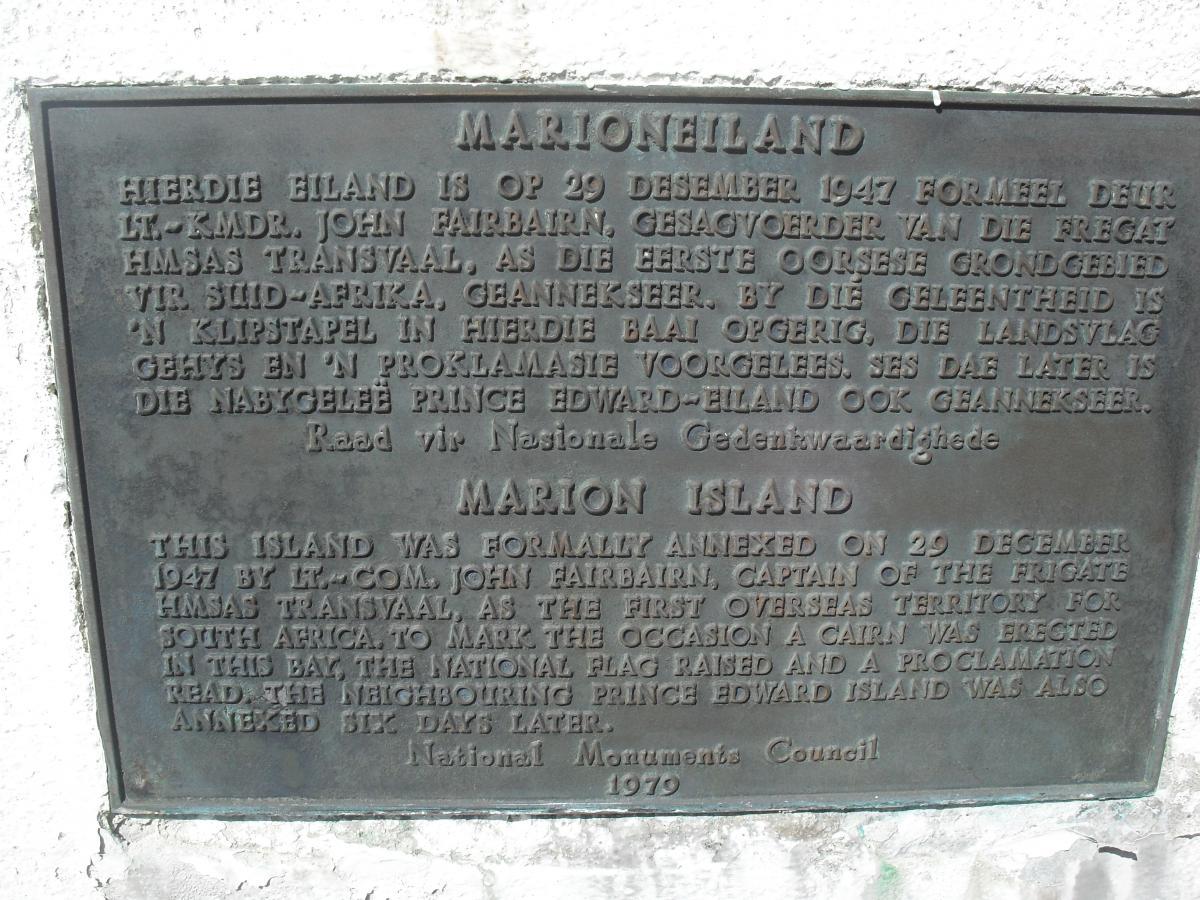 MARIONEILAND
HIERDIE EILAND IS OP 29 DESEMBER 1947 FORMEEL DEUR
LT.-KMDR. JOHN FAIRBAIRN, GESAGVOERDER VAN DIE FREGAT
HMSAS TRANSVAAL, AS DIE EERSTE OORSESE GRONDGEBIED
VIR SUID-AFRIKA, GEANNEKSEER. BY DIÉ GELEENTHEID IS
'N KLIPSTAPEL IN HIERDIE BAAI OPGERIG, DIE LANDSVLAG
GEHYS EN 'N PROKLAMASIE VOORGELEES. SES DAE LATER IS
DIE NABYGELEË PRINCE EDWARD-EILAND OOK GEANNEKSEER.
Raad vir Nasionale Gedenkwaardighede
MARION ISLAND
THIS ISLAND WAS FORMALLY ANNEXED ON 29 DECEMBER
1947 BY LT.-COM. JOHN FAIRBAIRN, CAPTAIN OF THE FRIGATE
HMSAS TRANSVAAL, AS THE FIRST OVERSEAS TERRITORY FOR
SOUTH AFRICA. TO MARK THE OCCASION A CAIRN WAS ERECTED
IN THIS BAY, THE NATIONAL FLAG RAISED AND A PROCLAMATION
READ. THE NEIGHBOURING PRINCE EDWARD ISLAND WAS ALSO
ANNEXED SIX DAYS LATER.
National Monuments Council
1979